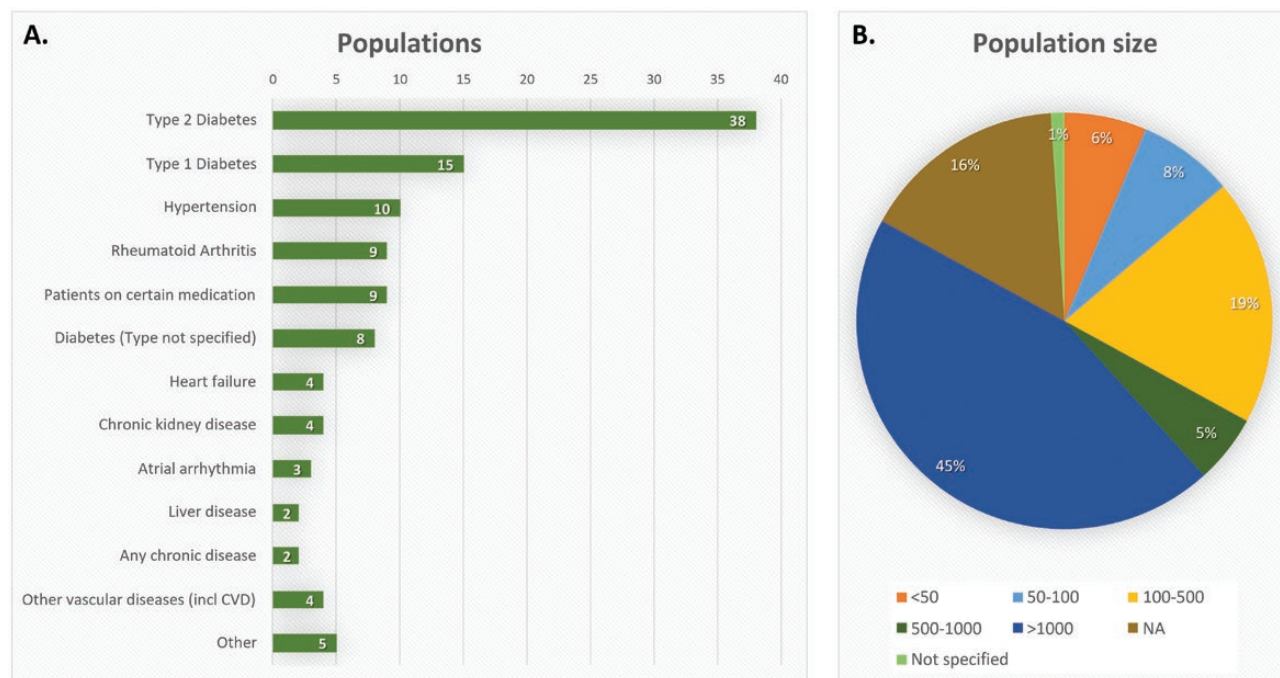 A.
Populations
0 5 10 15 20 25 30 35 40
Type 2 Diabetes 38
Type 1 Diabetes 15
Hypertension 10
Rheumatoid Arthritis 9
Patients on certain medication 9
Diabetes (Type not specified) 8
Heart failure 4
Chronic kidney disease 4
Atrial arrhythmia 3
Liver disease 2
Any chronic disease 2
Other vascular diseases (incl CVD) 4
Other 5
B.
Population size
1% 6%
8%
16%
19%
5%
45%
<50 50-100 100-500
500-1000 >1000 NA
Not specified